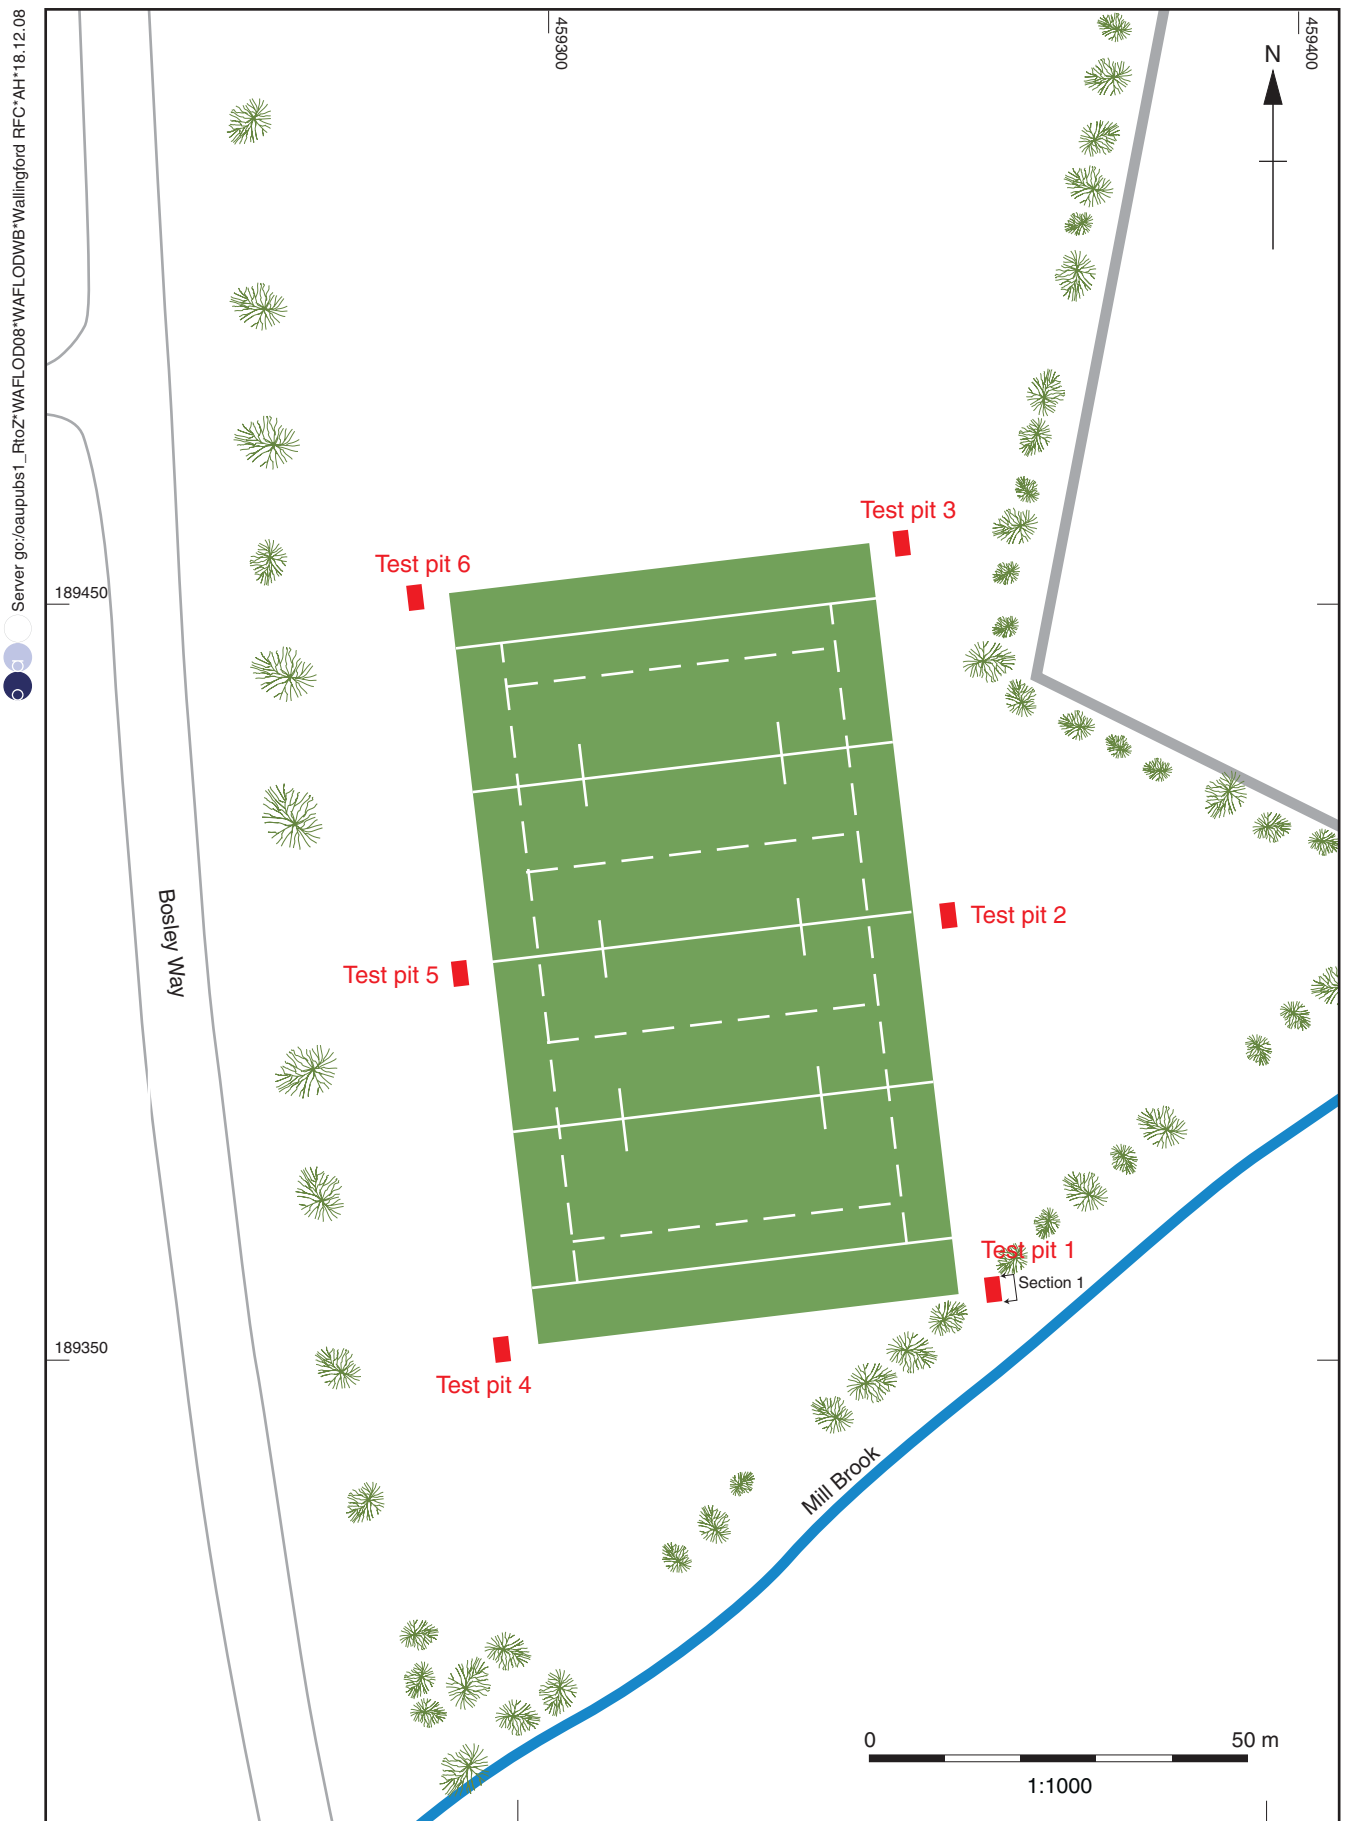 Server go:/oaupubs1_RtoZ*WAFLOD08*WAFLODWB*Wallingford RFC*AH*18.12.08
459300
459400
N
Test pit 3
Test pit 6
189450
Bosley Way
Test pit 2
Test pit 5
Test pit 1
Section 1
189350
Test pit 4
Mill Brook
0
50 m
1:1000